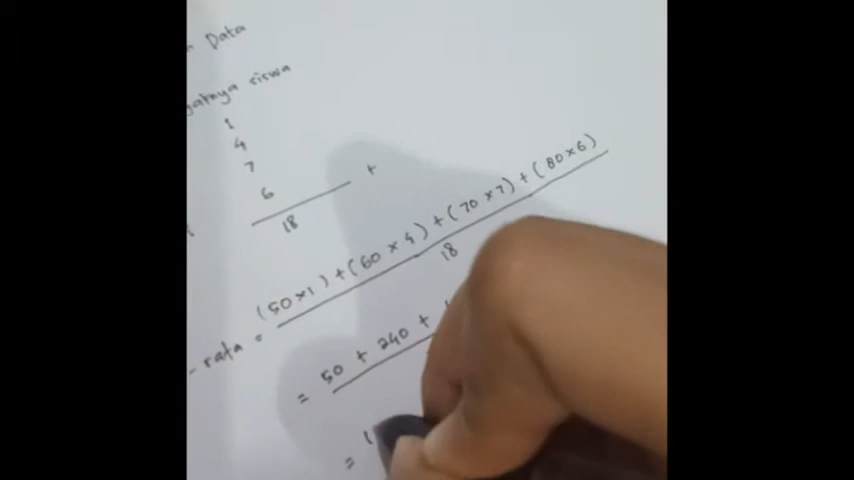 Data
siswa
1
4
7
6
+
18
- rata = (50×1) + (60 × 4) + (70 × 7) + (80×6)
18
= 50 + 240 +
= 1